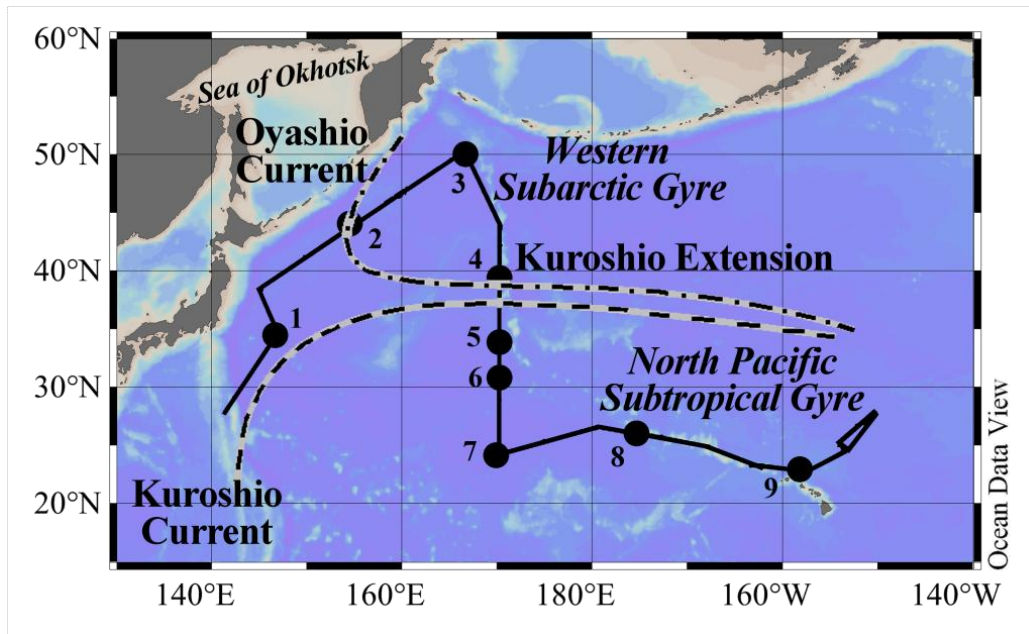 60°N
Sea of Okhotsk
Oyashio
Current
50°N
3
Western
Subarctic Gyre
2
40°N
4
Kuroshio Extension
1
5
30°N
6
North Pacific
Subtropical Gyre
7
8
9
Kuroshio
Current
20°N
140°E
160°E
180°E
160°W
140°W
Ocean Data View